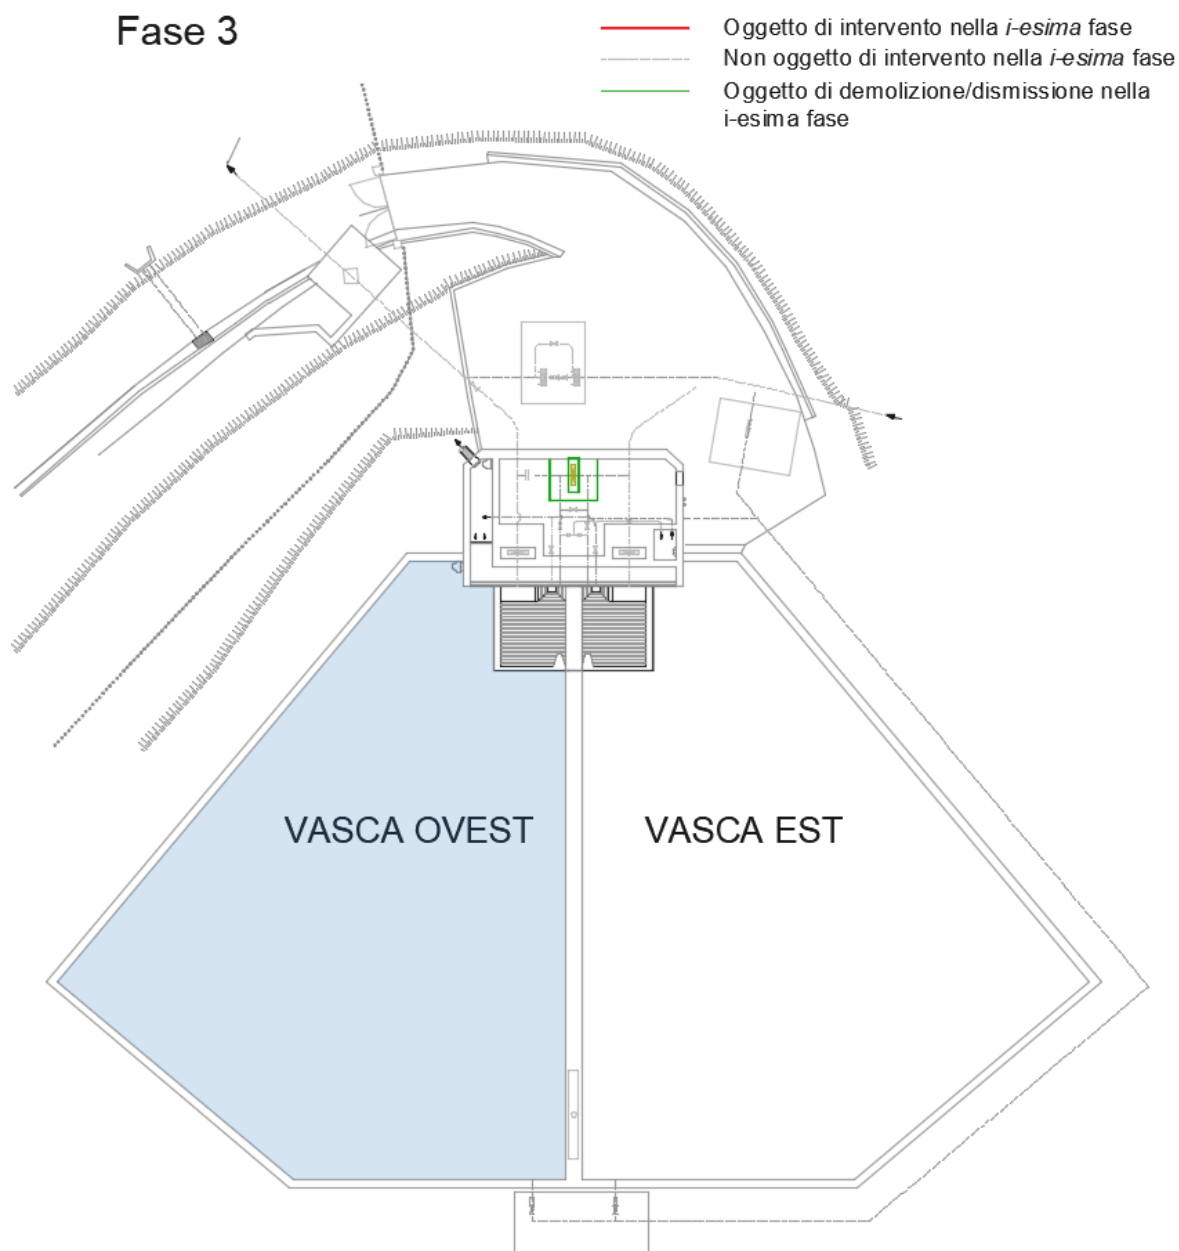 Fase 3
Oggetto di intervento nella i-esima fase
Non oggetto di intervento nella i-esima fase
Oggetto di demolizione/dismissione nella
i-esima fase
VASCA OVEST
VASCA EST